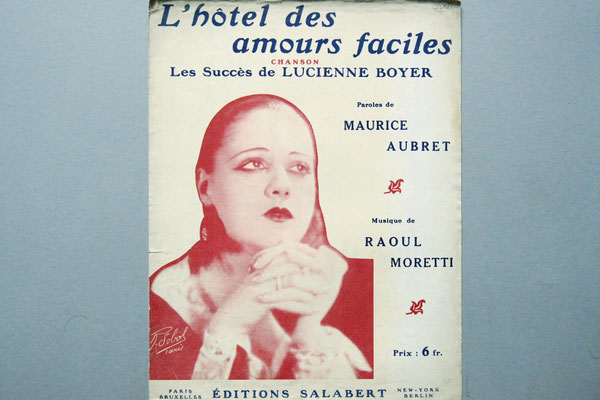 L'hôtel des
amours faciles
CHANSON
Les Succès de LUCIENNE BOYER
Paroles de
MAURICE
AUBRET
Musique de
RAOUL
MORETTI
Prix : 6 fr.
Paris
PARIS
BRUXELLES
ÉDITIONS SALABERT
NEW-YORK
BERLIN